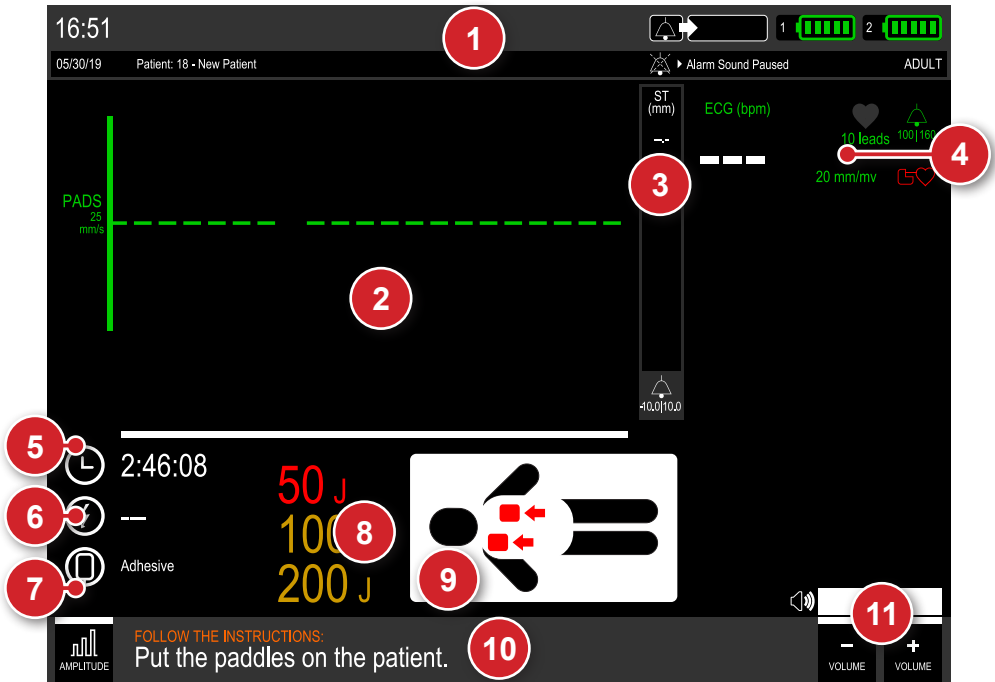 16:51
1
1
2
05/30/19
Patient: 18 - New Patient
Alarm Sound Paused
ADULT
ST
(mm)
-.-
ECG (bpm)
---
10 leads
100|160
4
20 mm/mv
3
PADS
25
mm/s
2
-10.0|10.0
5
2:46:08
50 J
6
--
100
8
7
Adhesive
200 J
9
11
AMPLITUDE
FOLLOW THE INSTRUCTIONS:
Put the paddles on the patient.
10
-
VOLUME
+
VOLUME